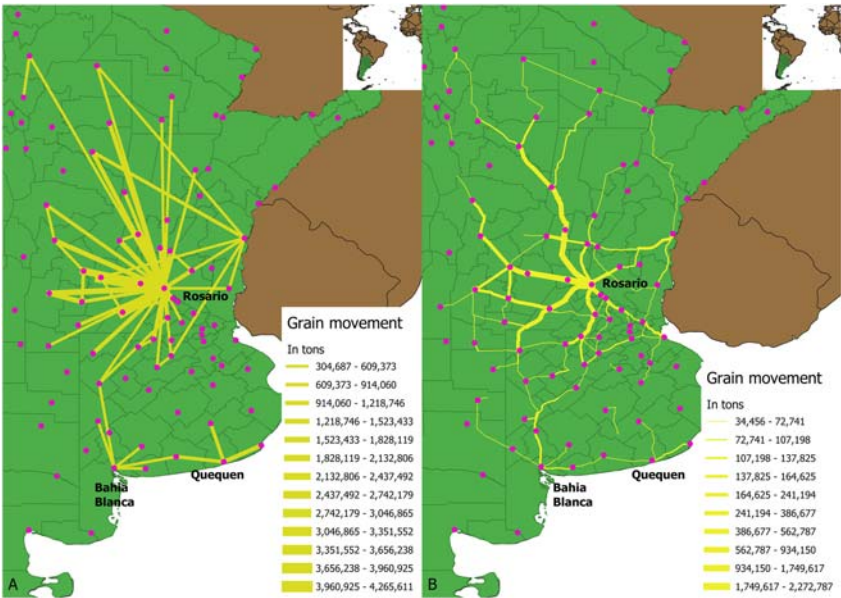 Rosario
Bahia
Blanca
Quequen
A
Grain movement
In tons
304,687 - 609,373
609,373 - 914,060
914,060 - 1,218,746
1,218,746 - 1,523,433
1,523,433 - 1,828,119
1,828,119 - 2,132,806
2,132,806 - 2,437,492
2,437,492 - 2,742,179
2,742,179 - 3,046,865
3,046,865 - 3,351,552
3,351,552 - 3,656,238
3,656,238 - 3,960,925
3,960,925 - 4,265,611
Rosario
Bahia
Blanca
Quequen
B
Grain movement
In tons
34,456 - 72,741
72,741 - 107,198
107,198 - 137,825
137,825 - 164,625
164,625 - 241,194
241,194 - 386,677
386,677 - 562,787
562,787 - 934,150
934,150 - 1,749,617
1,749,617 - 2,272,787